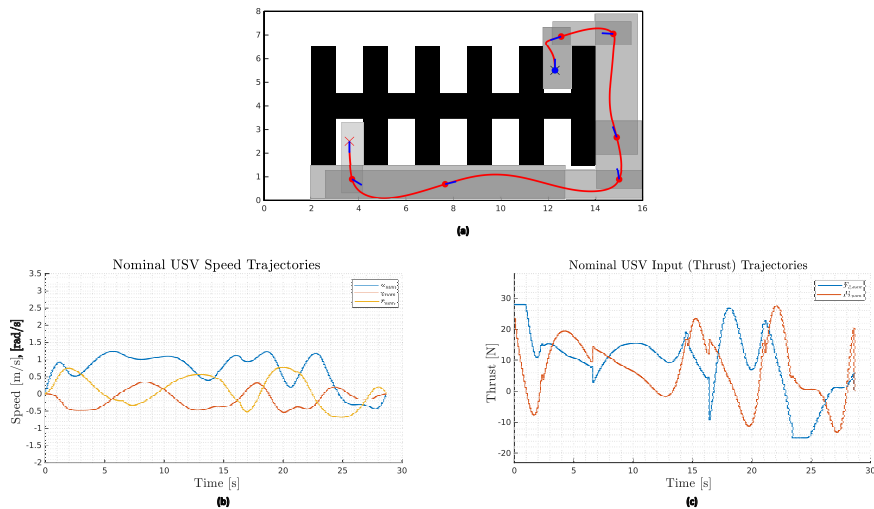 8
7
6
5
4
3
2
1
0
0 2 4 6 8 10 12 14 16
(a)
Nominal USV Speed Trajectories
3.5
3
2.5
2
1.5
1
0.5
0
-0.5
-1
-1.5
-2
Speed [m/s], [rad/s]
0 5 10 15 20 25 30
Time [s]
(b)
Nominal USV Input (Thrust) Trajectories
30
20
10
0
-10
-20
Thrust [N]
0 5 10 15 20 25 30
Time [s]
(c)